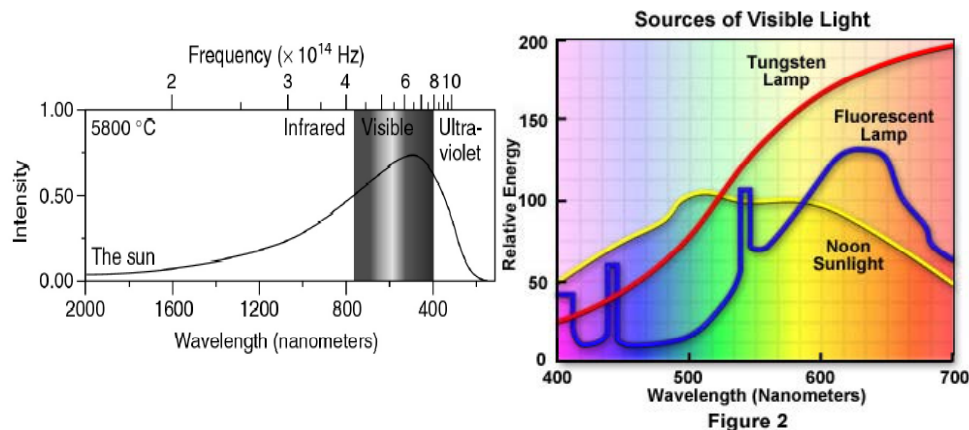 Frequency (× 10¹⁴ Hz)
2 3 4 6 8 10
1.00
0.50
0.00
Intensity
5800 °C
Infrared
Visible
Ultra-
violet
The sun
2000 1600 1200 800 400
Wavelength (nanometers)
Sources of Visible Light
200
150
100
50
0
Relative Energy
Tungsten
Lamp
Fluorescent
Lamp
Noon
Sunlight
400 500 600 700
Wavelength (Nanometers)
Figure 2